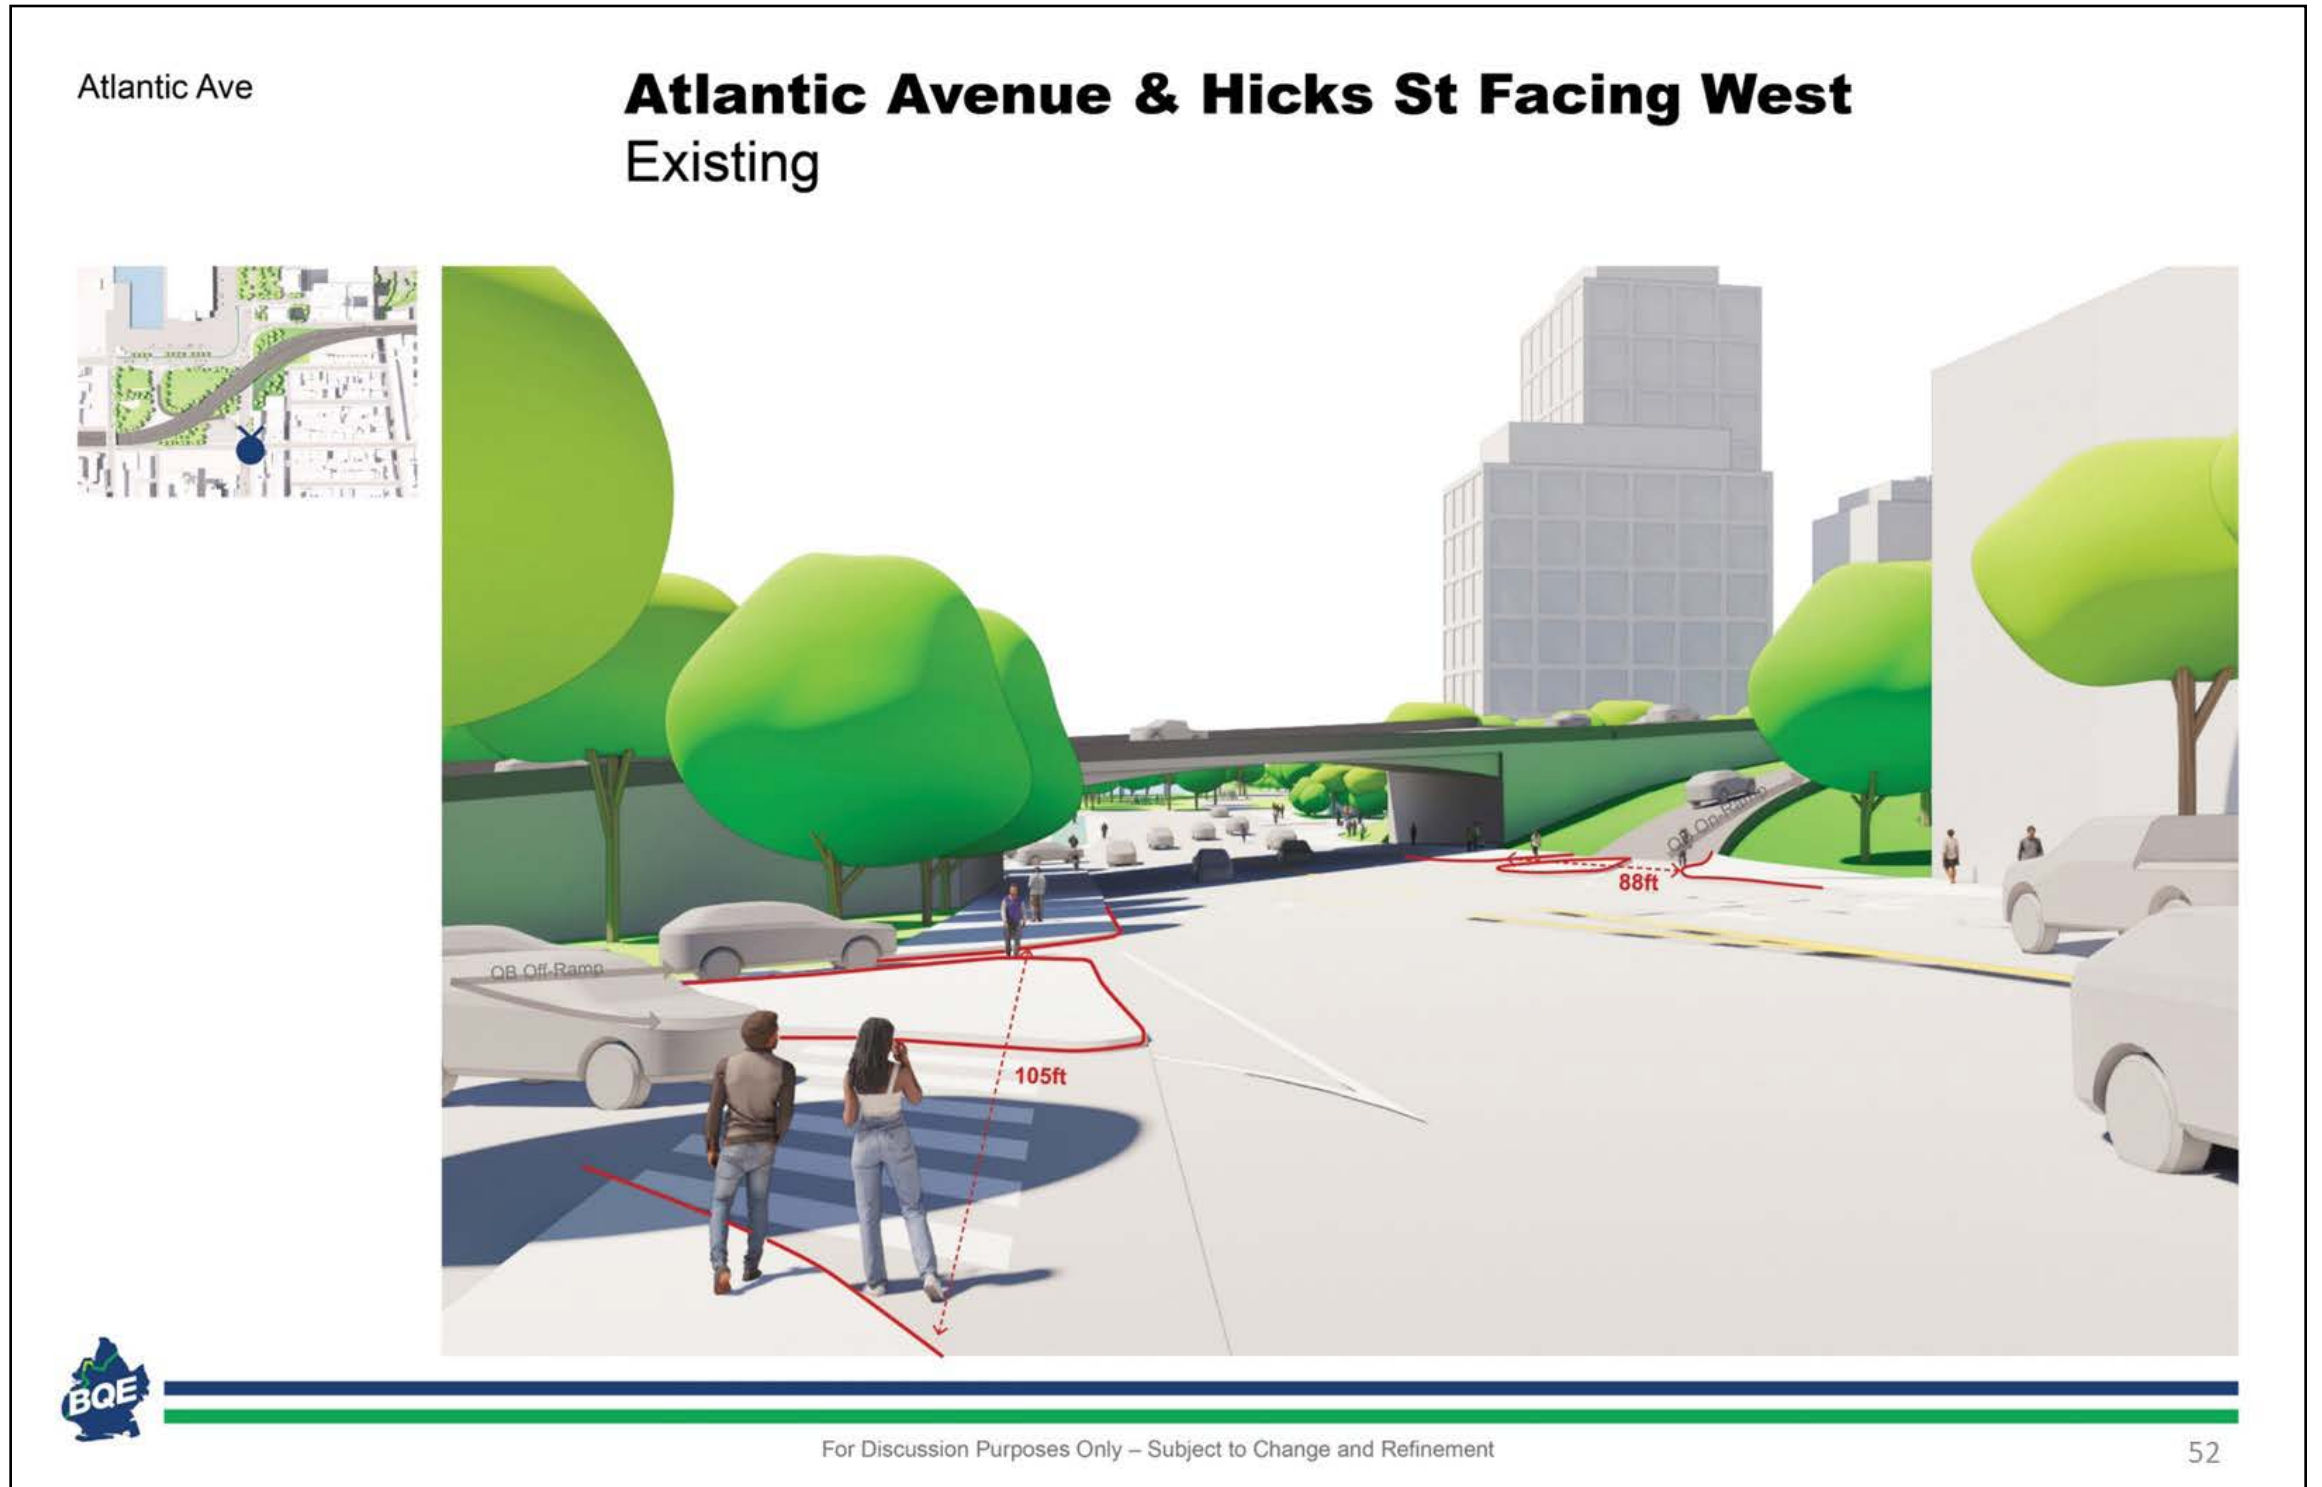 Atlantic Ave
Atlantic Avenue & Hicks St Facing West
Existing
QB On-Ramp
88ft
QB Off-Ramp
105ft
BQE
For Discussion Purposes Only – Subject to Change and Refinement
52